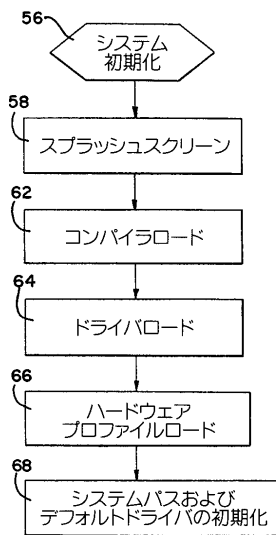 56
システム
初期化
58
スプラッシュスクリーン
62
コンパイラロード
64
ドライバロード
66
ハードウェア
プロファイルロード
68
システムパスおよび
デフォルトドライバの初期化